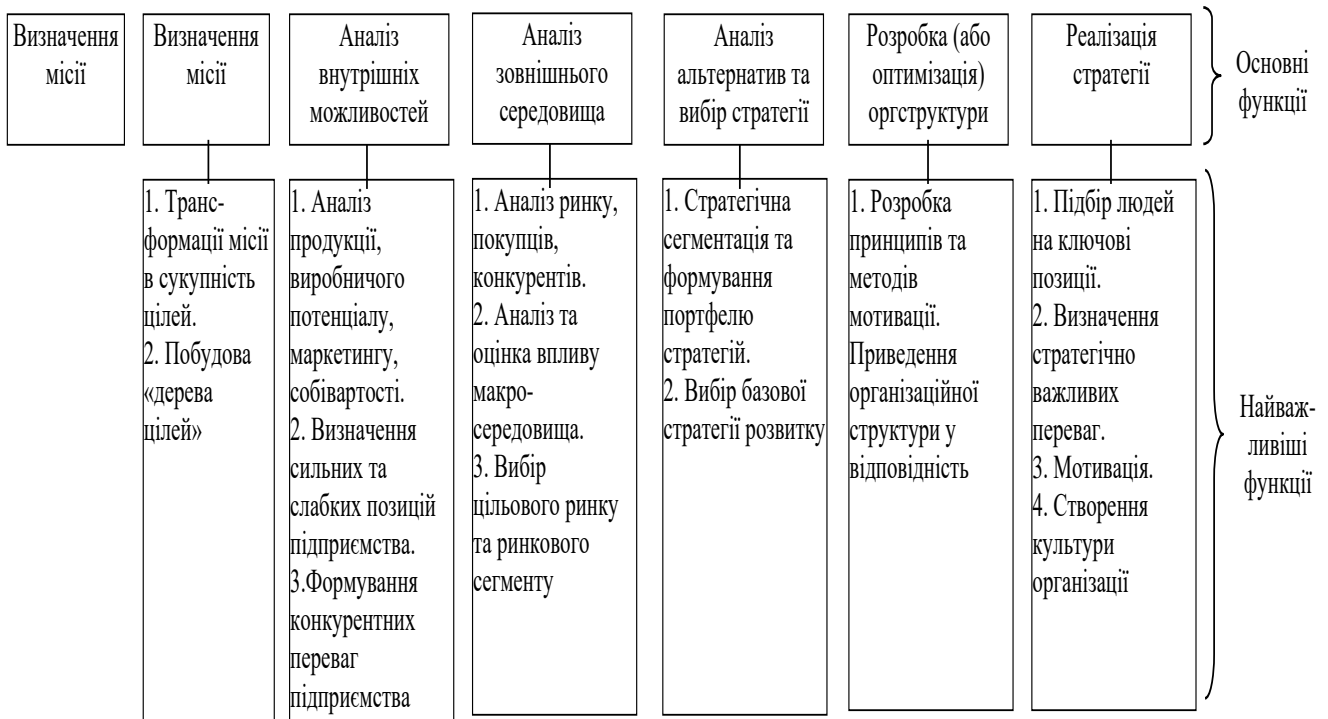 Визначення
місії
Визначення
місії
Аналіз
внутрішніх
можливостей
Аналіз
зовнішнього
середовища
Аналіз
альтернатив та
вибір стратегії
Розробка (або
оптимізація)
оргструктури
Реалізація
стратегії
Основні
функції
1. Транс-
формації місії
в сукупність
цілей.
2. Побудова
«дерева
цілей»
1. Аналіз
продукції,
виробничого
потенціалу,
маркетингу,
собівартості.
2. Визначення
сильних та
слабких позицій
підприємства.
3.Формування
конкурентних
переваг
підприємства
1. Аналіз ринку,
покупців,
конкурентів.
2. Аналіз та
оцінка впливу
макро-
середовища.
3. Вибір
цільового ринку
та ринкового
сегменту
1. Стратегічна
сегментація та
формування
портфелю
стратегій.
2. Вибір базової
стратегії розвитку
1. Розробка
принципів та
методів
мотивації.
Приведення
організаційної
структури у
відповідність
1. Підбір людей
на ключові
позиції.
2. Визначення
стратегічно
важливих
переваг.
3. Мотивація.
4. Створення
культури
організації
Найваж-
ливіші
функції